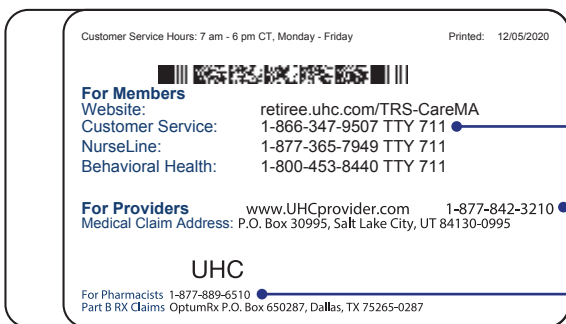 Customer Service Hours: 7 am - 6 pm CT, Monday - Friday Printed: 12/05/2020
For Members
Website: retiree.uhc.com/TRS-CareMA
Customer Service: 1-866-347-9507 TTY 711
NurseLine: 1-877-365-7949 TTY 711
Behavioral Health: 1-800-453-8440 TTY 711
For Providers www.UHCprovider.com 1-877-842-3210
Medical Claim Address: P.O. Box 30995, Salt Lake City, UT 84130-0995
UHC
For Pharmacists 1-877-889-6510
Part B RX Claims OptumRx P.O. Box 650287, Dallas, TX 75265-0287